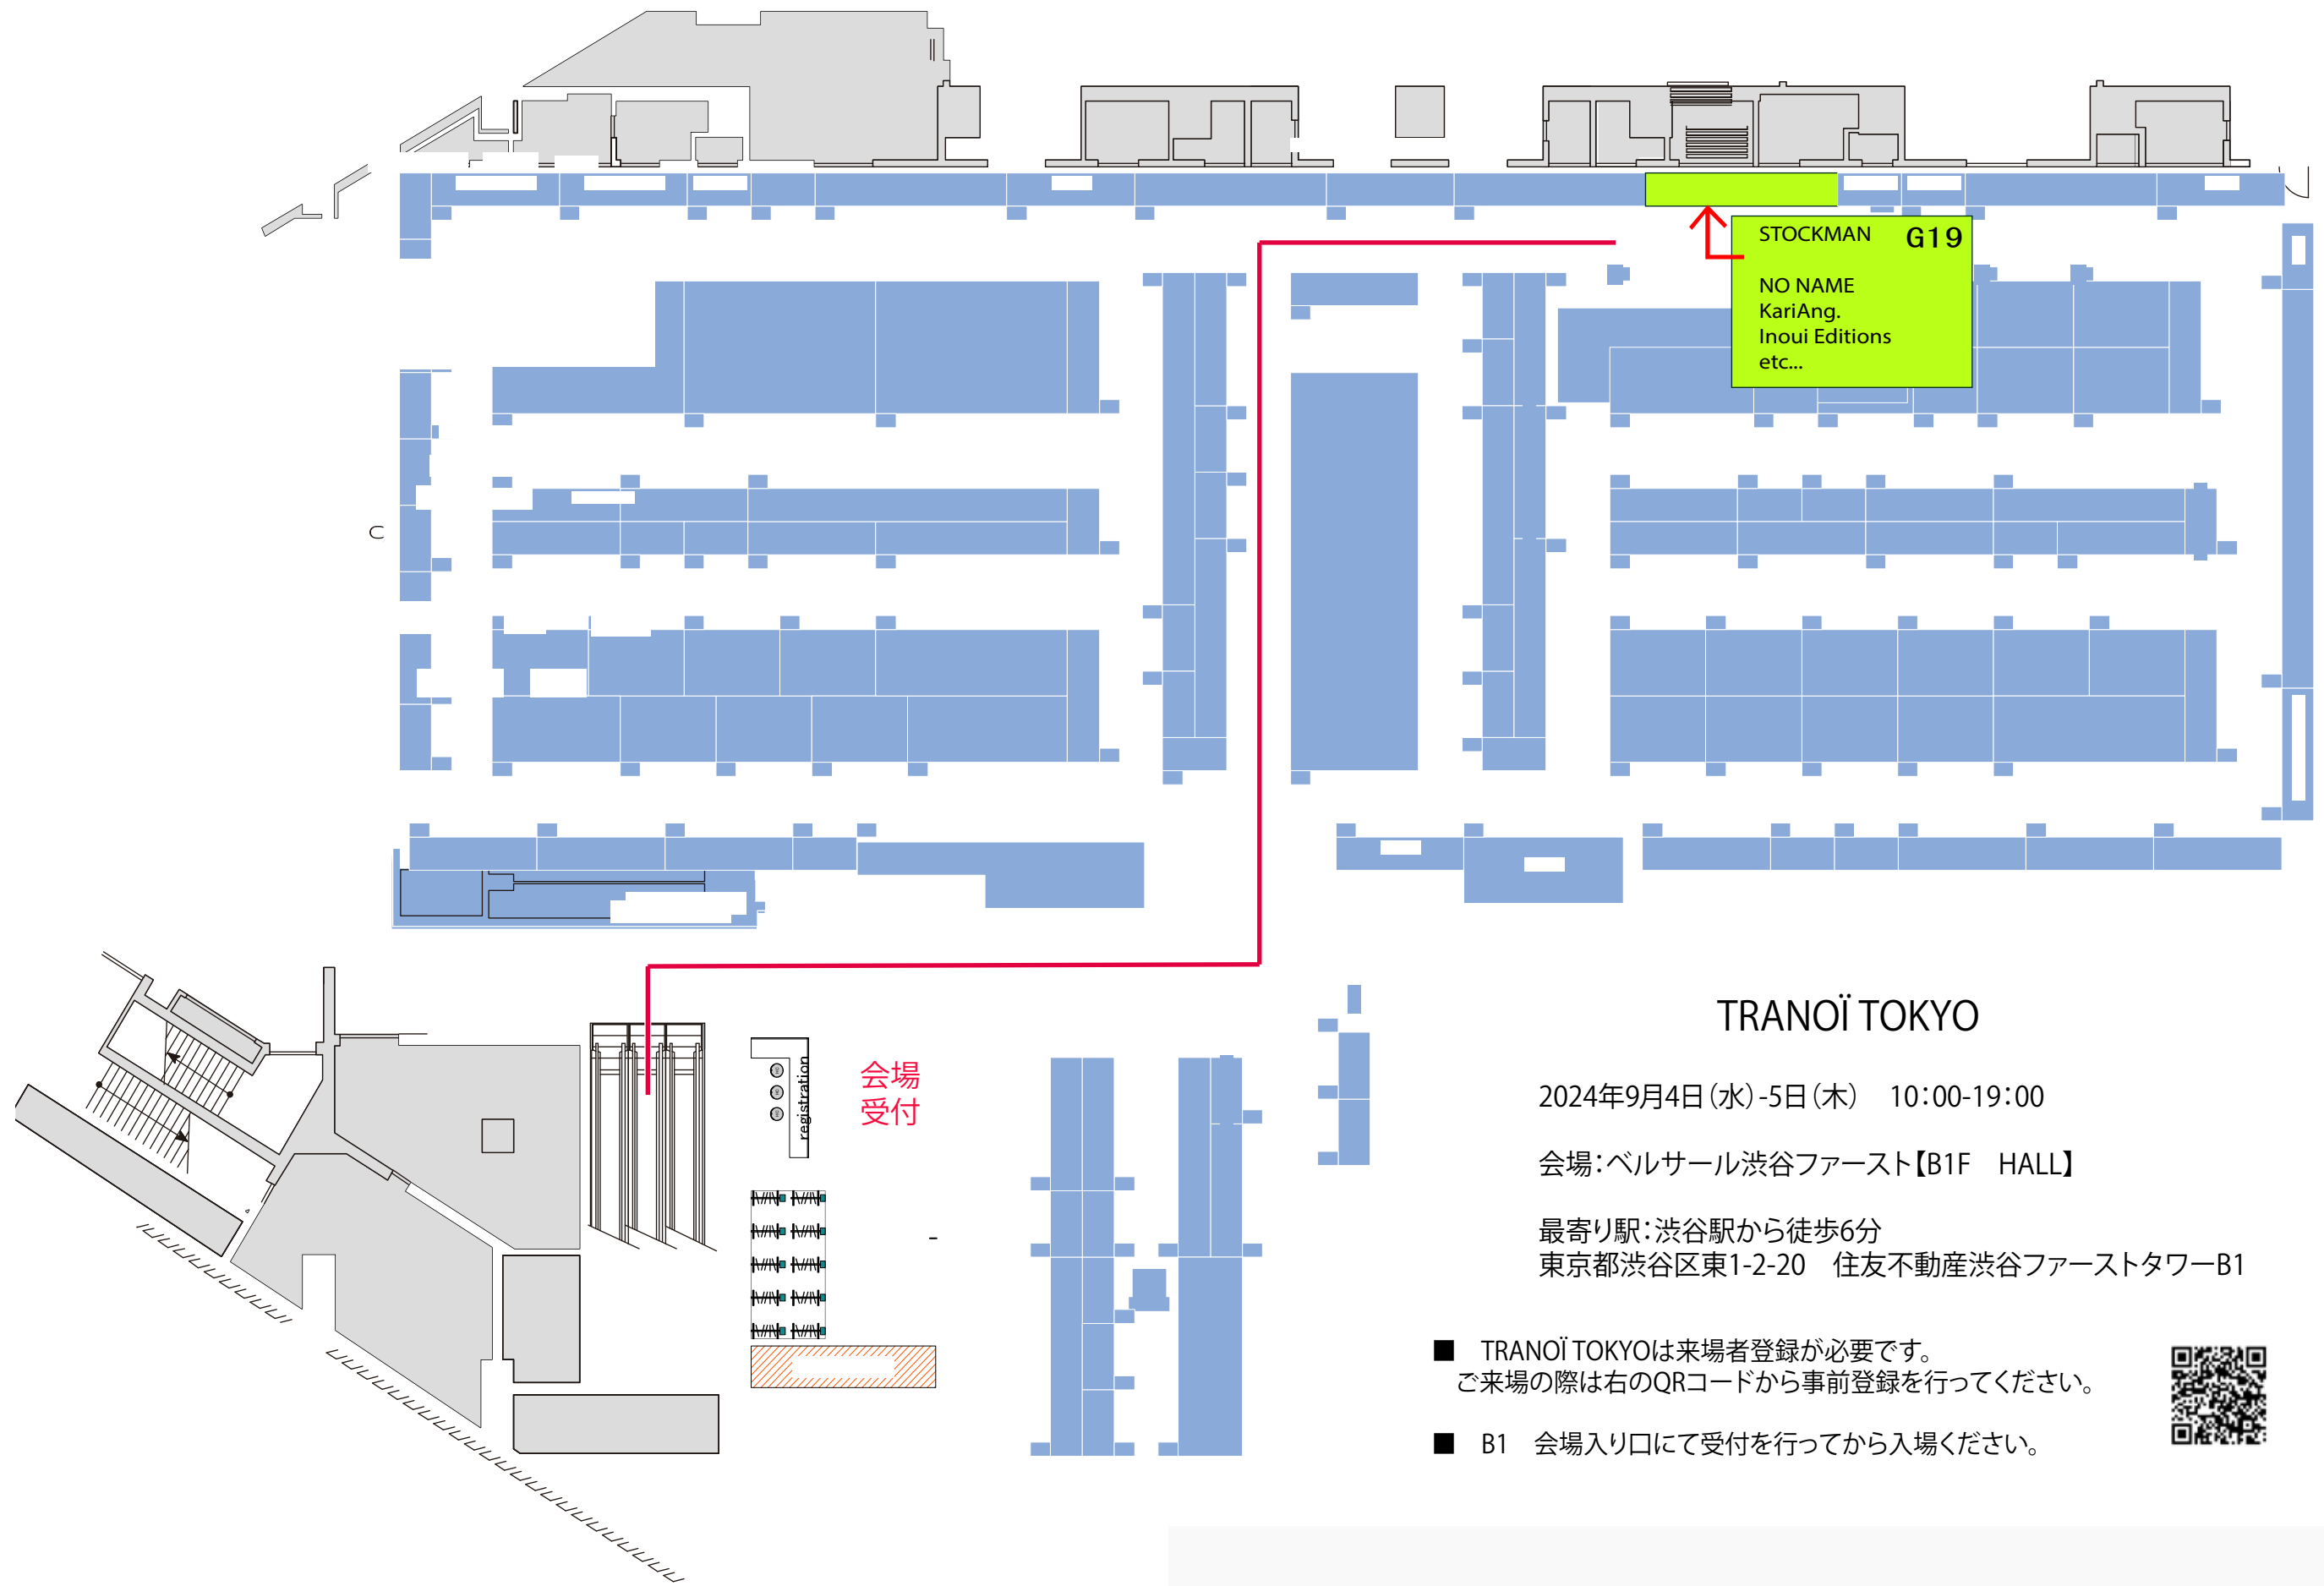 STOCKMAN G19
NO NAME
KariAng.
Inoui Editions
etc...
registration
会場
受付
TRANOÏ TOKYO
2024年9月4日(水)-5日(木) 10:00-19:00
会場:ベルサール渋谷ファースト【B1F HALL】
最寄り駅:渋谷駅から徒歩6分
東京都渋谷区東1-2-20 住友不動産渋谷ファーストタワーB1
■ TRANOÏ TOKYOは来場者登録が必要です。
ご来場の際は右のQRコードから事前登録を行ってください。
■ B1 会場入り口にて受付を行ってから入場ください。